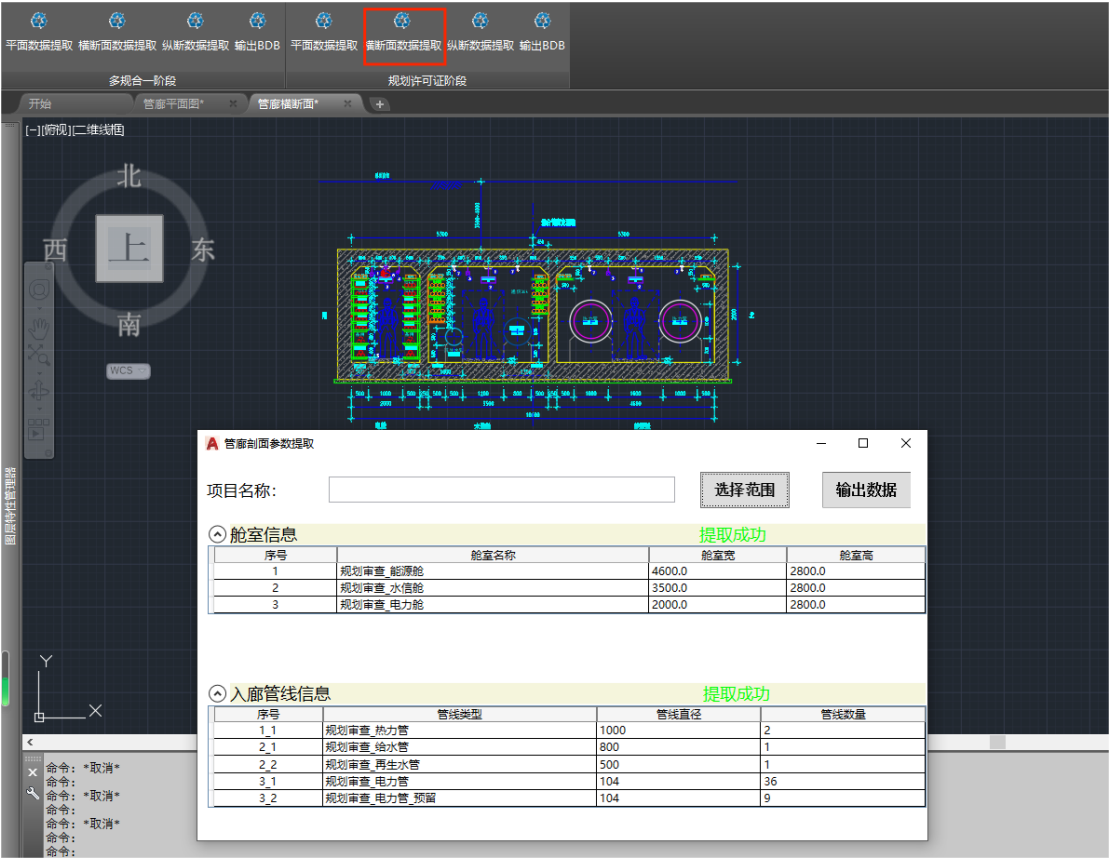 平面数据提取 横断面数据提取 纵断数据提取 输出BDB 平面数据提取 横断面数据提取 纵断数据提取 输出BDB
多规合一阶段 规划许可证阶段
开始 管廊平面图* 管廊横断面*
[−][俯视][二维线框]
北
西 上 东
南
WCS
5300 5300
2000 3500 4600
图层特性管理器
管廊剖面参数提取
项目名称： 选择范围 输出数据
舱室信息 提取成功
序号 舱室名称 舱室宽 舱室高
1 规划审查_能源舱 4600.0 2800.0
2 规划审查_水信舱 3500.0 2800.0
3 规划审查_电力舱 2000.0 2800.0
Y
X
入廊管线信息 提取成功
序号 管线类型 管线直径 管线数量
1_1 规划审查_热力管 1000 2
2_1 规划审查_给水管 800 1
2_2 规划审查_再生水管 500 1
3_1 规划审查_电力管 104 36
3_2 规划审查_电力管_预留 104 9
命令: *取消*
命令:
命令: *取消*
命令:
命令: *取消*
命令:
命令: